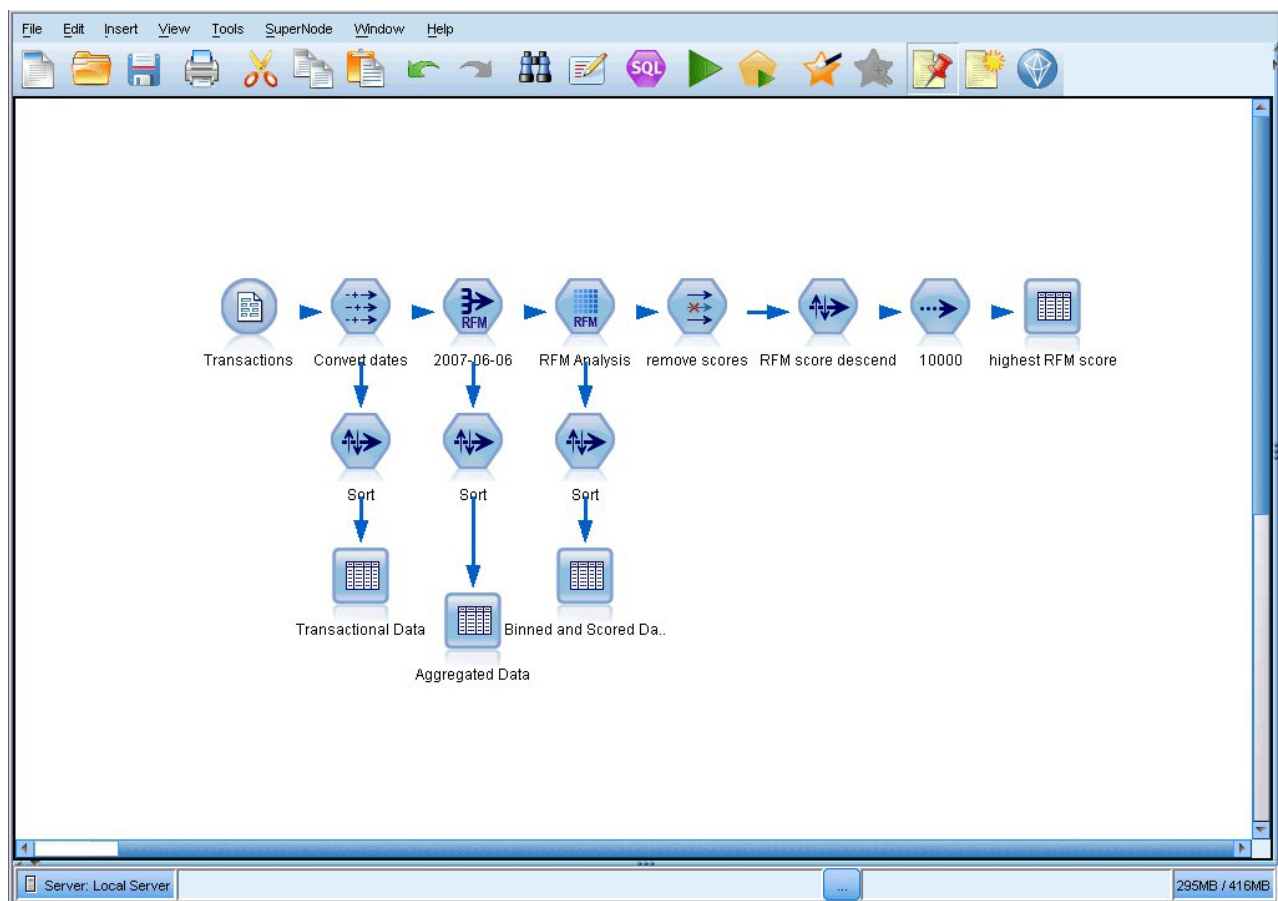 File Edit Insert View Tools SuperNode Window Help
SQL
RFM RFM
Transactions Convert dates 2007-06-06 RFM Analysis remove scores RFM score descend 10000 highest RFM score
Sort Sort Sort
Transactional Data Binned and Scored Da..
Aggregated Data
Server: Local Server ... 295MB / 416MB